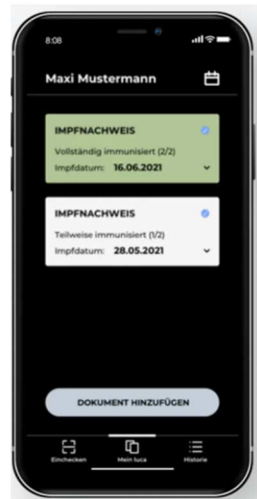 8:08
Maxi Mustermann
IMPFNACHWEIS
Vollständig immunisiert (2/2)
Impfdatum: 16.06.2021
IMPFNACHWEIS
Teilweise immunisiert (1/2)
Impfdatum: 28.05.2021
DOKUMENT HINZUFÜGEN
Einchecken Mein luca Historie